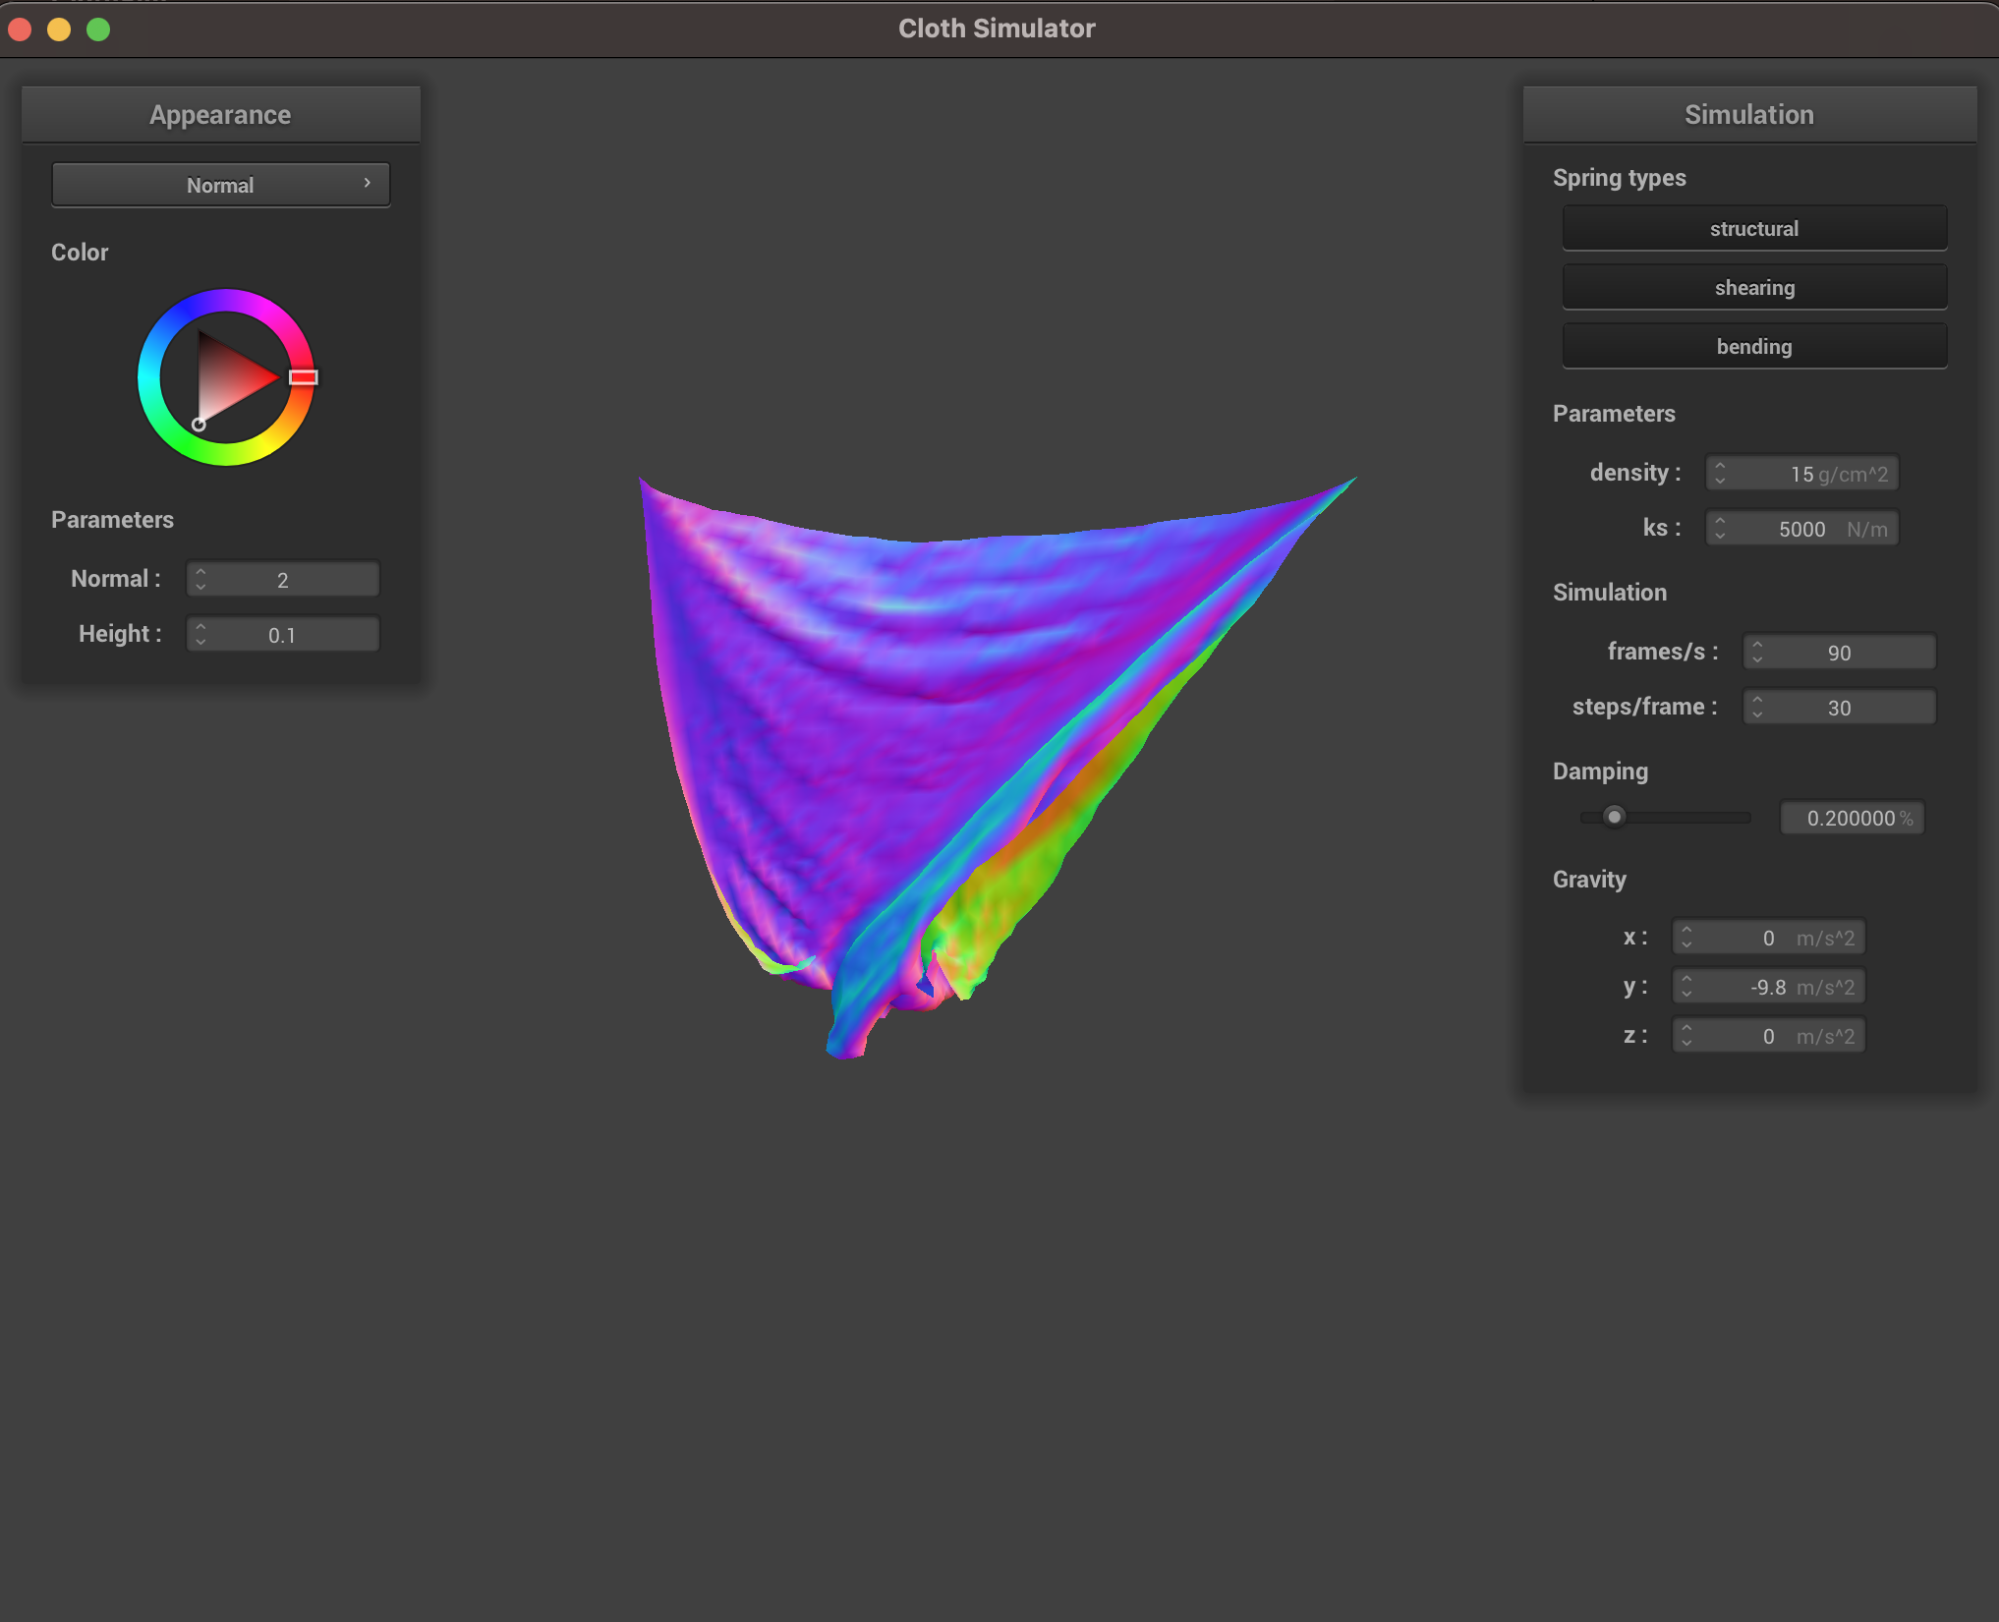 Cloth Simulator
Appearance
Normal
Color
Parameters
Normal : 2
Height : 0.1
Simulation
Spring types
structural
shearing
bending
Parameters
density : 15 g/cm^2
ks : 5000 N/m
Simulation
frames/s : 90
steps/frame : 30
Damping
0.200000 %
Gravity
x : 0 m/s^2
y : -9.8 m/s^2
z : 0 m/s^2